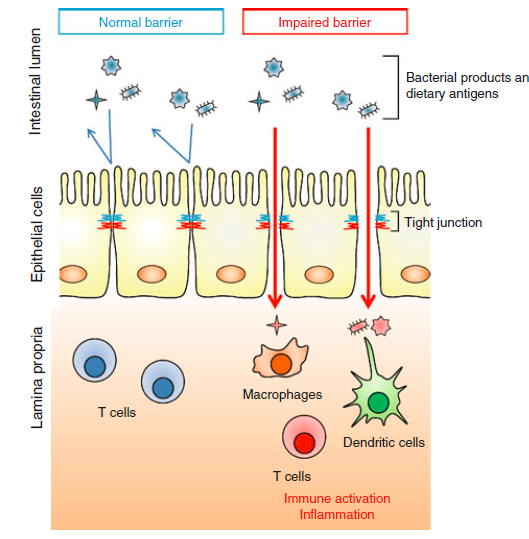 Normal barrier
Impaired barrier
Intestinal lumen
Bacterial products an
dietary antigens
Epithelial cells
Tight junction
Lamina propria
T cells
Macrophages
Dendritic cells
T cells
Immune activation
Inflammation